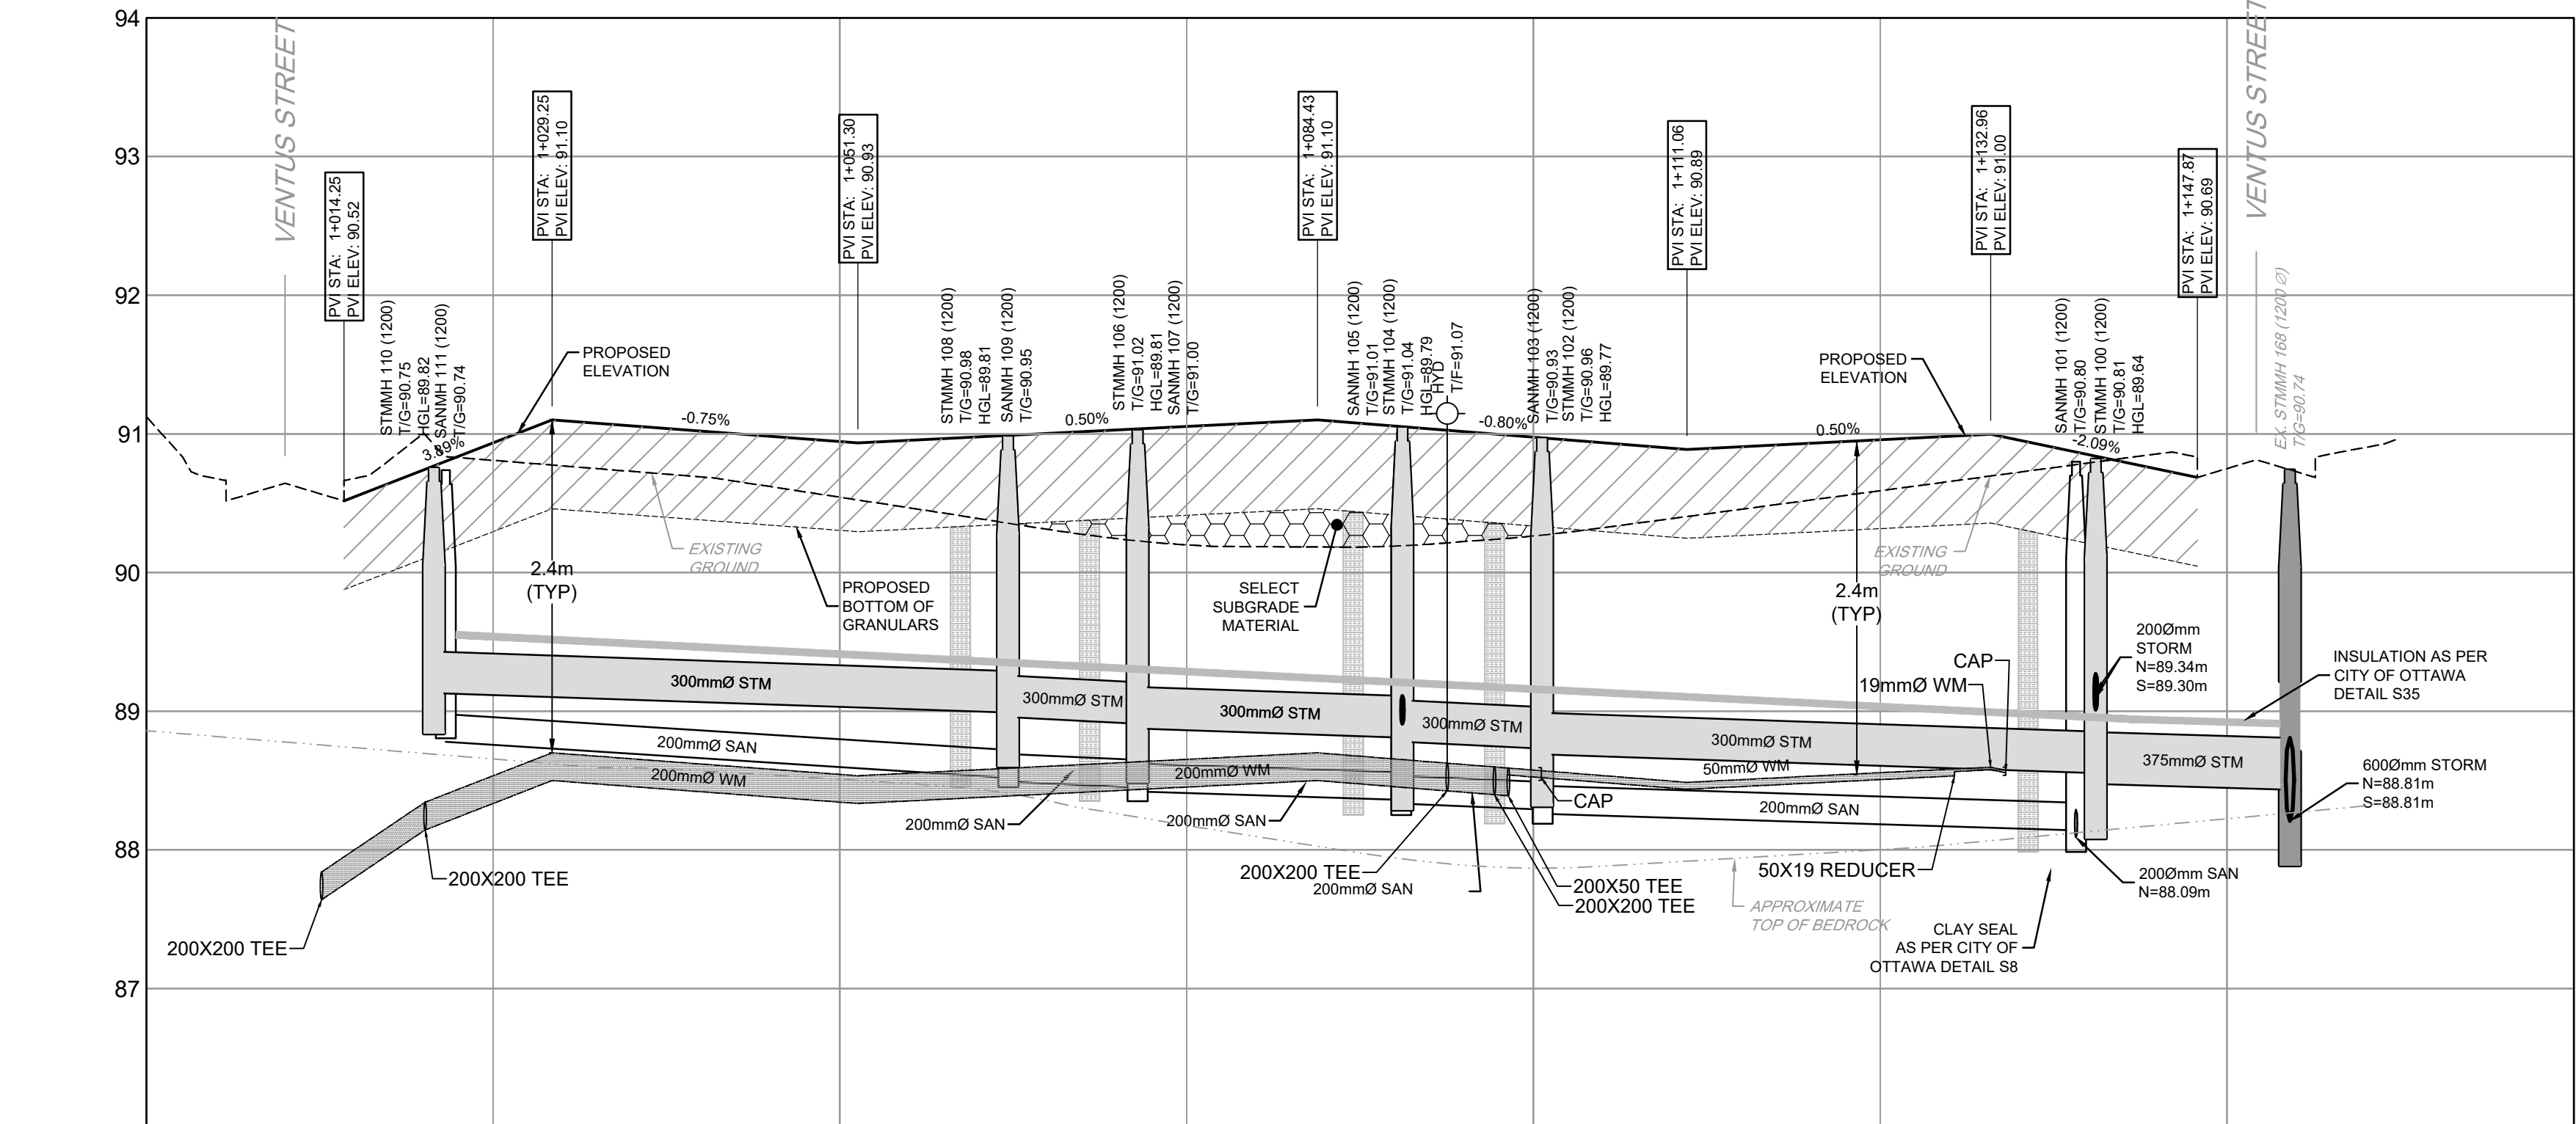 94
93
92
91
90
89
88
87
VENTUS STREET
PVI STA: 1+014.25
PVI ELEV: 90.52
PVI STA: 1+029.25
PVI ELEV: 91.10
PVI STA: 1+051.30
PVI ELEV: 90.93
PVI STA: 1+084.43
PVI ELEV: 91.10
PVI STA: 1+111.06
PVI ELEV: 90.89
PVI STA: 1+132.96
PVI ELEV: 91.00
PVI STA: 1+147.87
PVI ELEV: 90.69
VENTUS STREET
STMMH 110 (1200)
T/G=90.75
HGL=89.82
SANMH 111 (1200)
T/G=90.74
STMMH 108 (1200)
T/G=90.98
HGL=89.81
SANMH 109 (1200)
T/G=90.95
STMMH 106 (1200)
T/G=91.02
HGL=89.81
SANMH 107 (1200)
T/G=91.00
SANMH 105 (1200)
T/G=91.01
STMMH 104 (1200)
T/G=91.04
HGL=89.79
HYD
T/F=91.07
SANMH 103 (1200)
T/G=90.93
STMMH 102 (1200)
T/G=90.96
HGL=89.77
SANMH 101 (1200)
T/G=90.80
STMMH 100 (1200)
T/G=90.81
HGL=89.64
EX. STMMH 168 (1200 Ø)
T/G=90.74
PROPOSED
ELEVATION
PROPOSED
ELEVATION
3.89%
-0.75%
0.50%
-0.80%
0.50%
-2.09%
EXISTING
GROUND
EXISTING
GROUND
2.4m
(TYP)
2.4m
(TYP)
PROPOSED
BOTTOM OF
GRANULARS
SELECT
SUBGRADE
MATERIAL
200Ømm
STORM
N=89.34m
S=89.30m
INSULATION AS PER
CITY OF OTTAWA
DETAIL S35
CAP
19mmØ WM
300mmØ STM
300mmØ STM
300mmØ STM
300mmØ STM
300mmØ STM
375mmØ STM
200mmØ SAN
200mmØ WM
200mmØ WM
50mmØ WM
600Ømm STORM
N=88.81m
S=88.81m
CAP
200mmØ SAN
200mmØ SAN
200mmØ SAN
200X200 TEE
200X200 TEE
200mmØ SAN
200X50 TEE
200X200 TEE
50X19 REDUCER
200Ømm SAN
N=88.09m
APPROXIMATE
TOP OF BEDROCK
CLAY SEAL
AS PER CITY OF
OTTAWA DETAIL S8
200X200 TEE